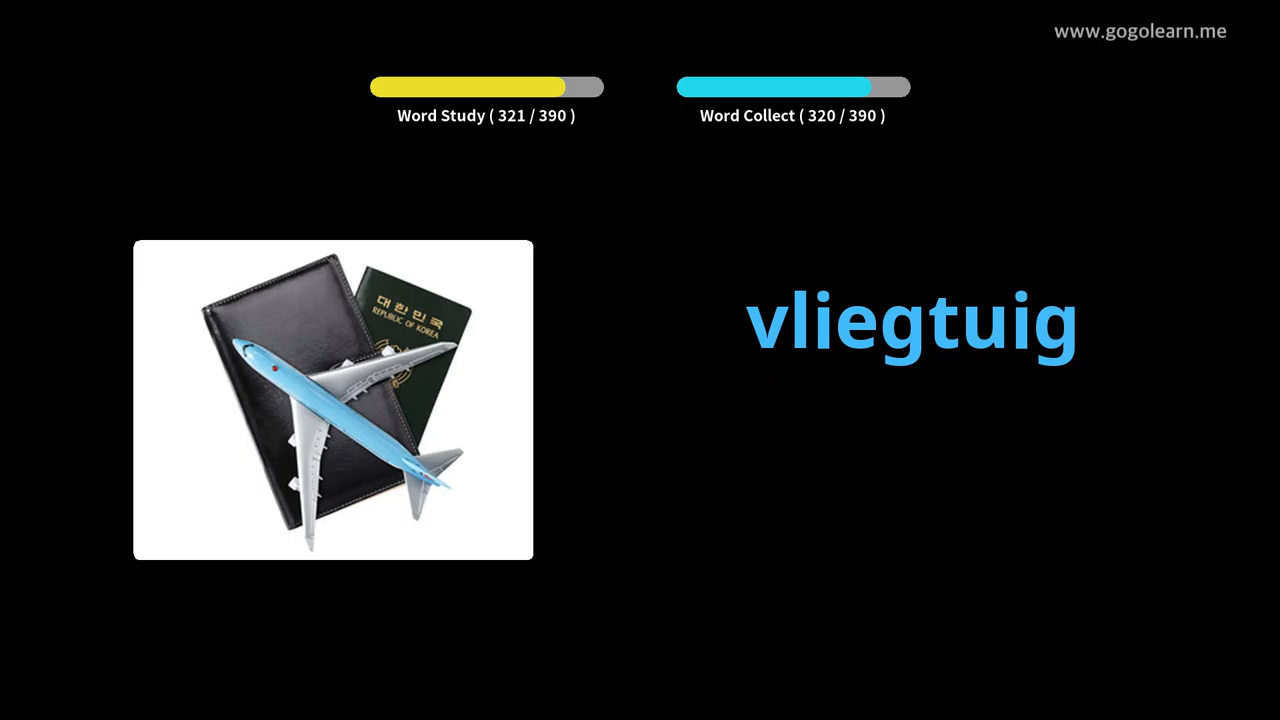 www.gogolearn.me
Word Study ( 321 / 390 )
Word Collect ( 320 / 390 )
대한민국
REPUBLIC OF KOREA
vliegtuig